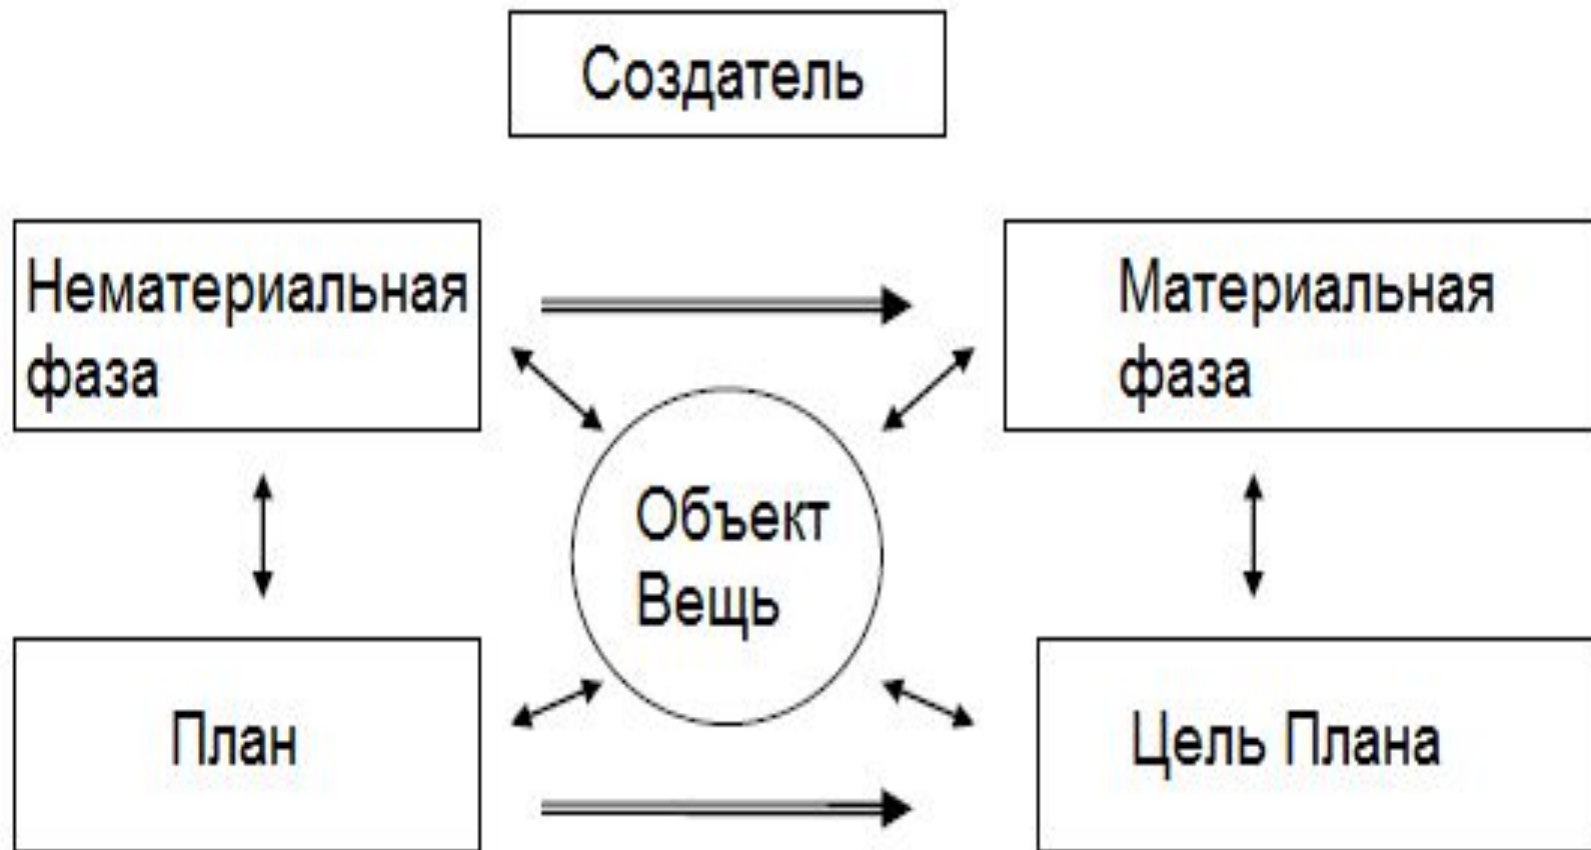 Создатель
Нематериальная
фаза
Материальная
фаза
Объект
Вещь
План
Цель Плана